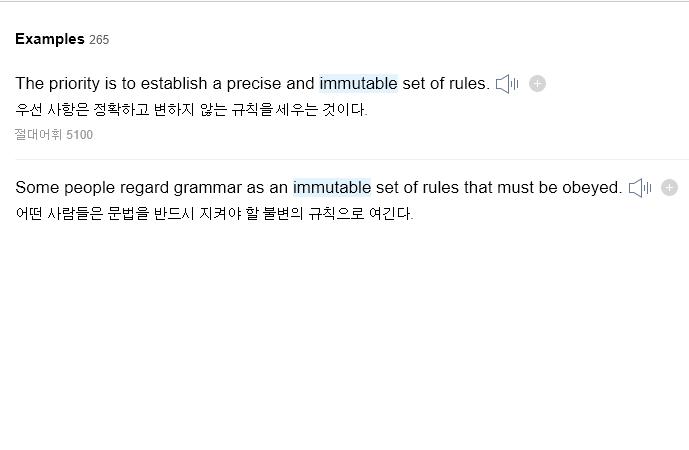 Examples 265
The priority is to establish a precise and immutable set of rules.
우선 사항은 정확하고 변하지 않는 규칙을 세우는 것이다.
절대어휘 5100
Some people regard grammar as an immutable set of rules that must be obeyed.
어떤 사람들은 문법을 반드시 지켜야 할 불변의 규칙으로 여긴다.